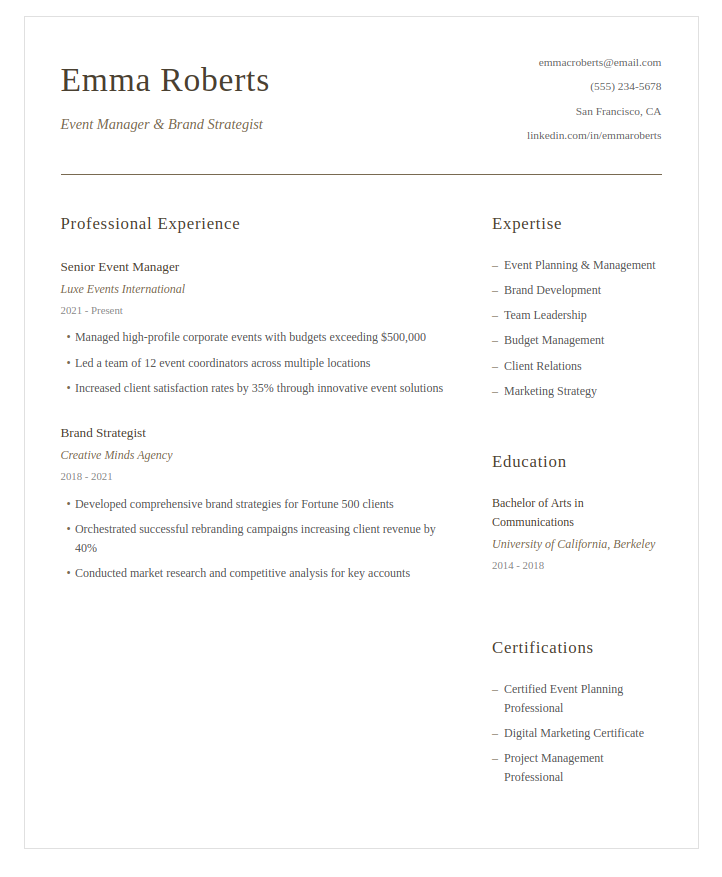 Emma Roberts
Event Manager & Brand Strategist
emmacroberts@email.com
(555) 234-5678
San Francisco, CA
linkedin.com/in/emmaroberts
Professional Experience
Senior Event Manager
Luxe Events International
2021 - Present
• Managed high-profile corporate events with budgets exceeding $500,000
• Led a team of 12 event coordinators across multiple locations
• Increased client satisfaction rates by 35% through innovative event solutions
Brand Strategist
Creative Minds Agency
2018 - 2021
• Developed comprehensive brand strategies for Fortune 500 clients
• Orchestrated successful rebranding campaigns increasing client revenue by
40%
• Conducted market research and competitive analysis for key accounts
Expertise
– Event Planning & Management
– Brand Development
– Team Leadership
– Budget Management
– Client Relations
– Marketing Strategy
Education
Bachelor of Arts in
Communications
University of California, Berkeley
2014 - 2018
Certifications
– Certified Event Planning
Professional
– Digital Marketing Certificate
– Project Management
Professional